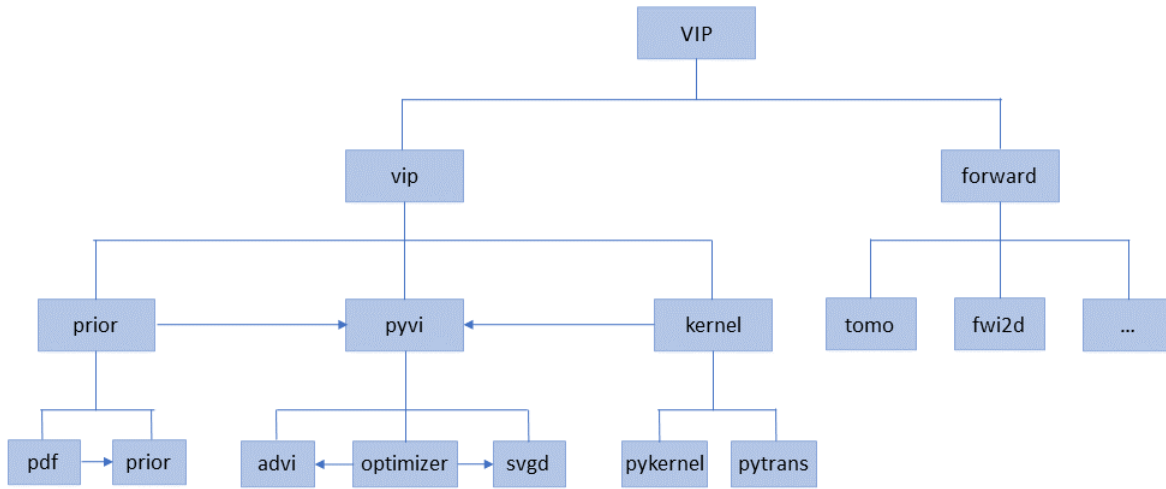 VIP
vip
forward
prior
pyvi
kernel
tomo
fwi2d
...
pdf
prior
advi
optimizer
svgd
pykernel
pytrans